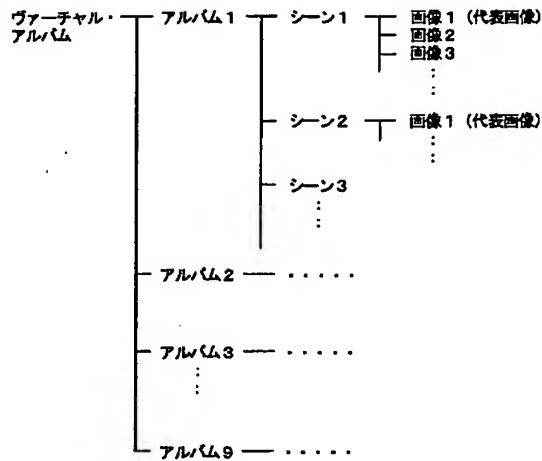 ヴァーチャル・
アルバム
アルバム1
シーン1
画像1 (代表画像)
画像2
画像3
シーン2
画像1 (代表画像)
シーン3
アルバム2
アルバム3
アルバム9